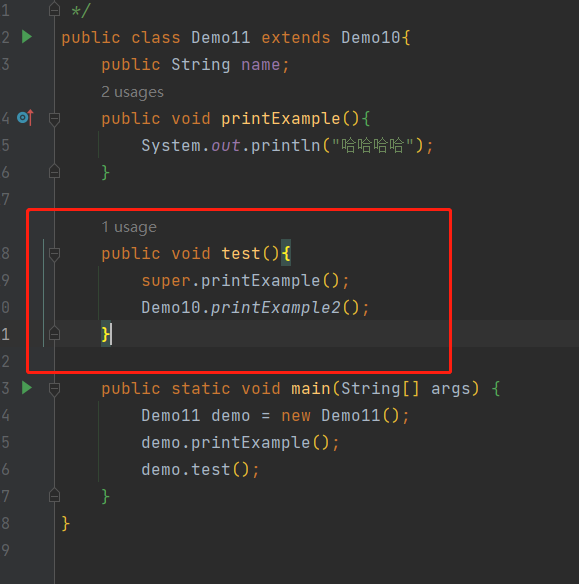 1 */
2 public class Demo11 extends Demo10{
3 public String name;
2 usages
4 public void printExample(){
5 System.out.println("哈哈哈哈");
6 }
7
1 usage
8 public void test(){
9 super.printExample();
0 Demo10.printExample2();
1 }
2
3 public static void main(String[] args) {
4 Demo11 demo = new Demo11();
5 demo.printExample();
6 demo.test();
7 }
8 }
9